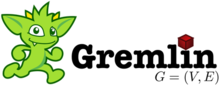 Gremlin
G = (V, E)